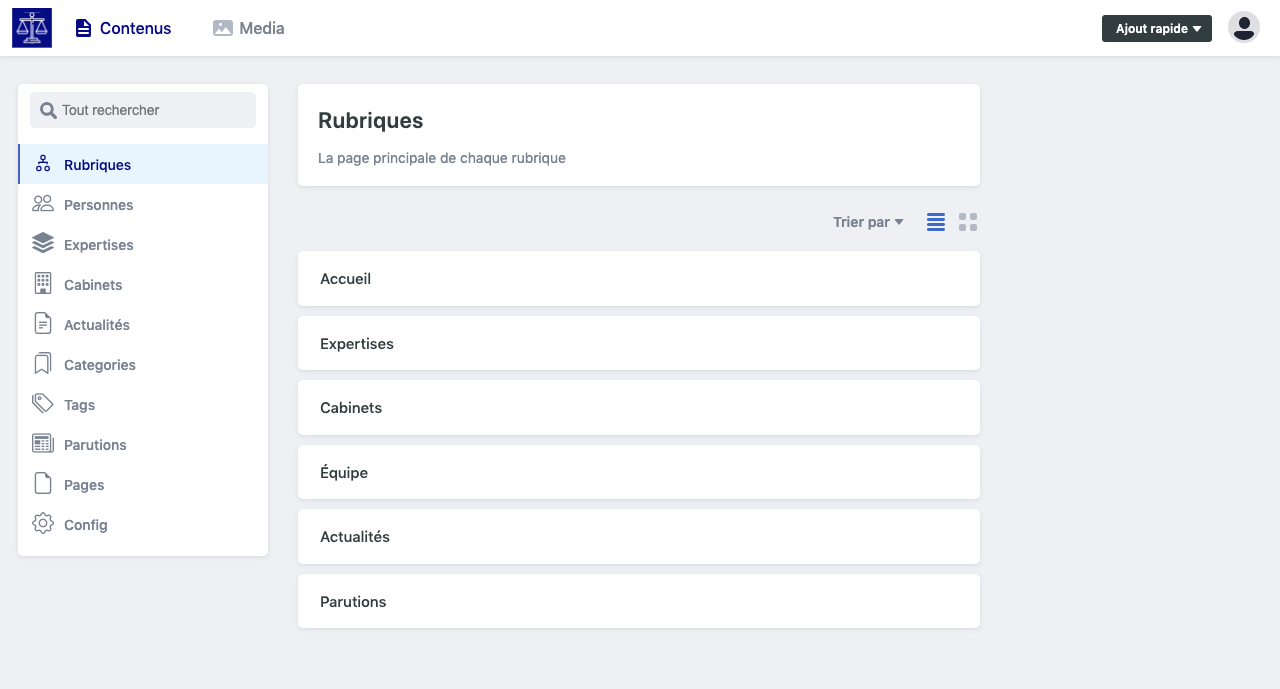 Contenus
Media
Ajout rapide
Tout rechercher
Rubriques
Personnes
Expertises
Cabinets
Actualités
Categories
Tags
Parutions
Pages
Config
Rubriques
La page principale de chaque rubrique
Trier par
Accueil
Expertises
Cabinets
Équipe
Actualités
Parutions